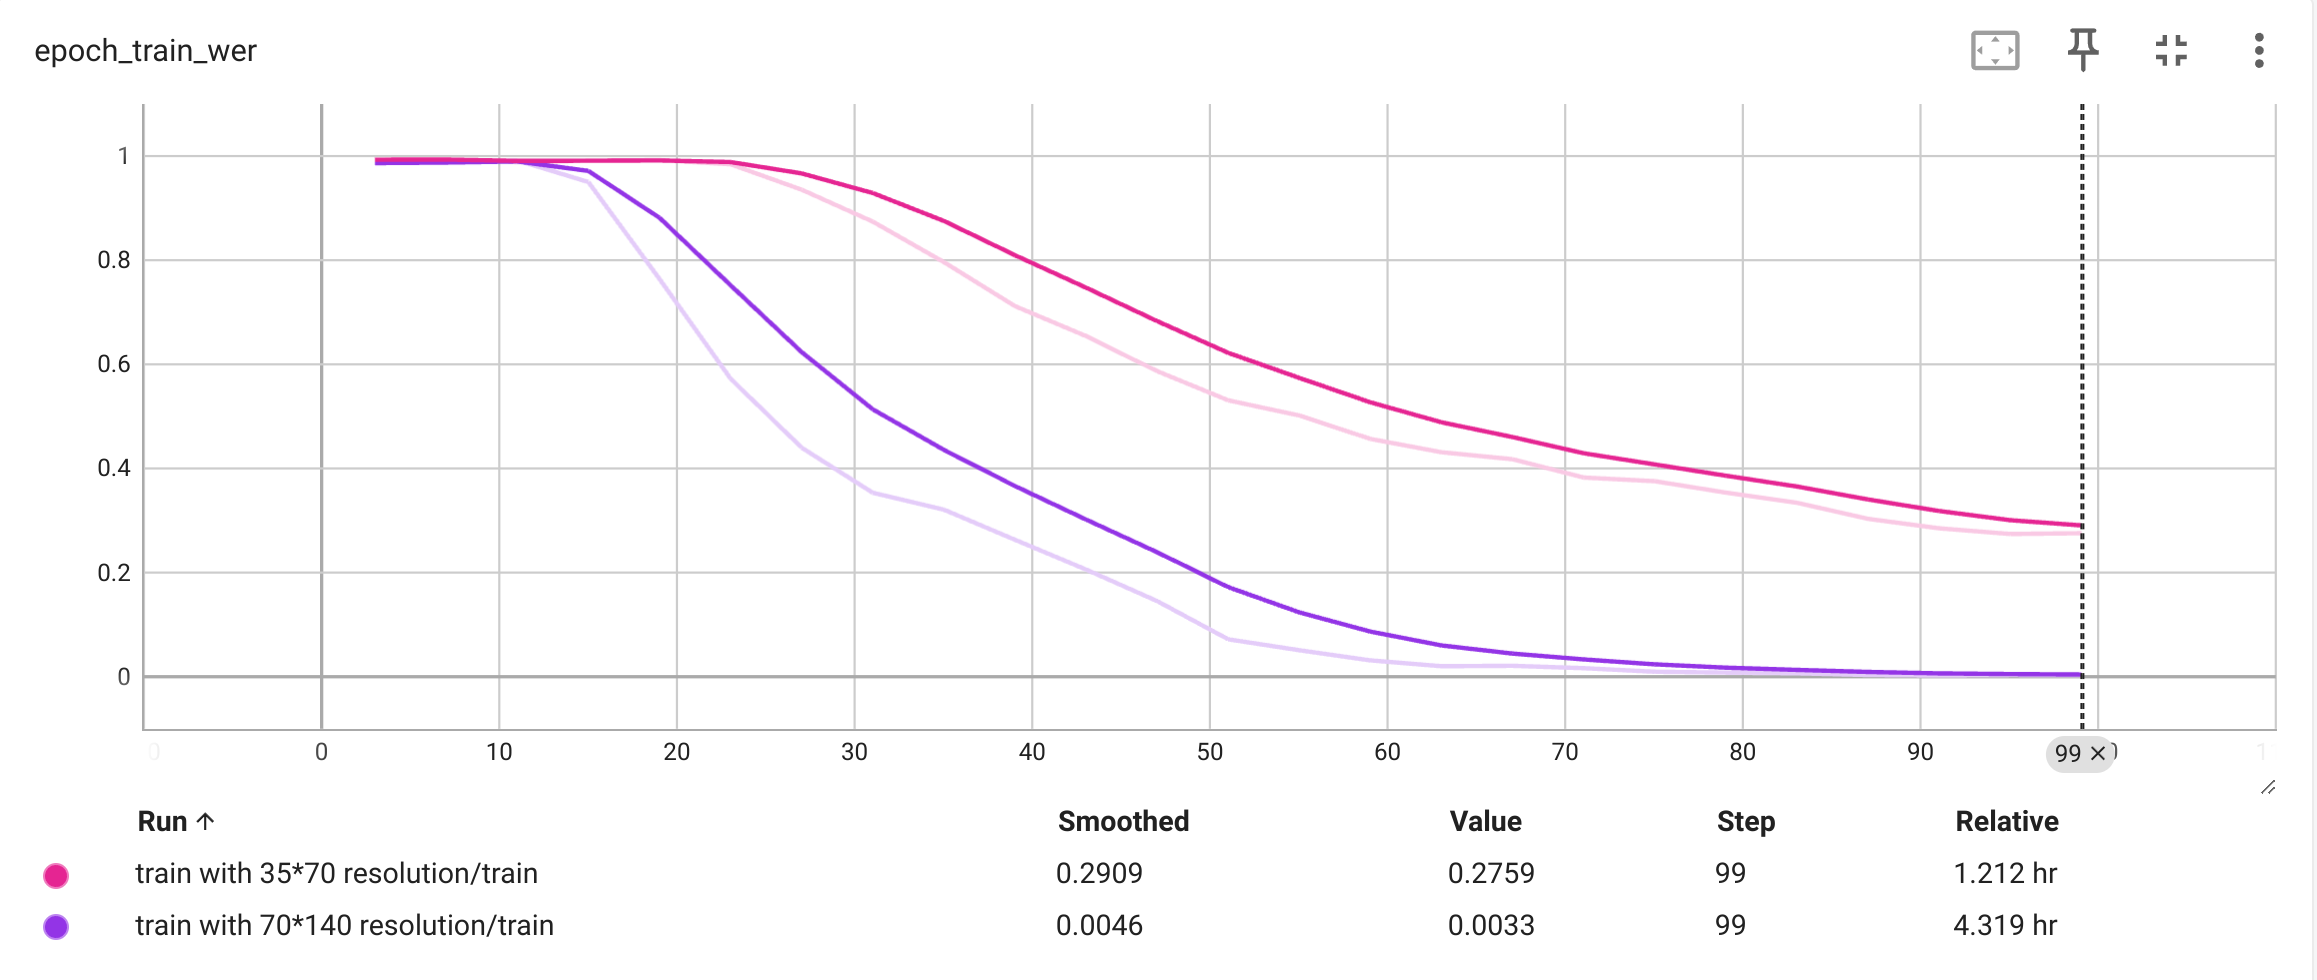 epoch_train_wer
1
0.8
0.6
0.4
0.2
0
0 0 10 20 30 40 50 60 70 80 90 99 ×
Run ↑ Smoothed Value Step Relative
train with 35*70 resolution/train 0.2909 0.2759 99 1.212 hr
train with 70*140 resolution/train 0.0046 0.0033 99 4.319 hr